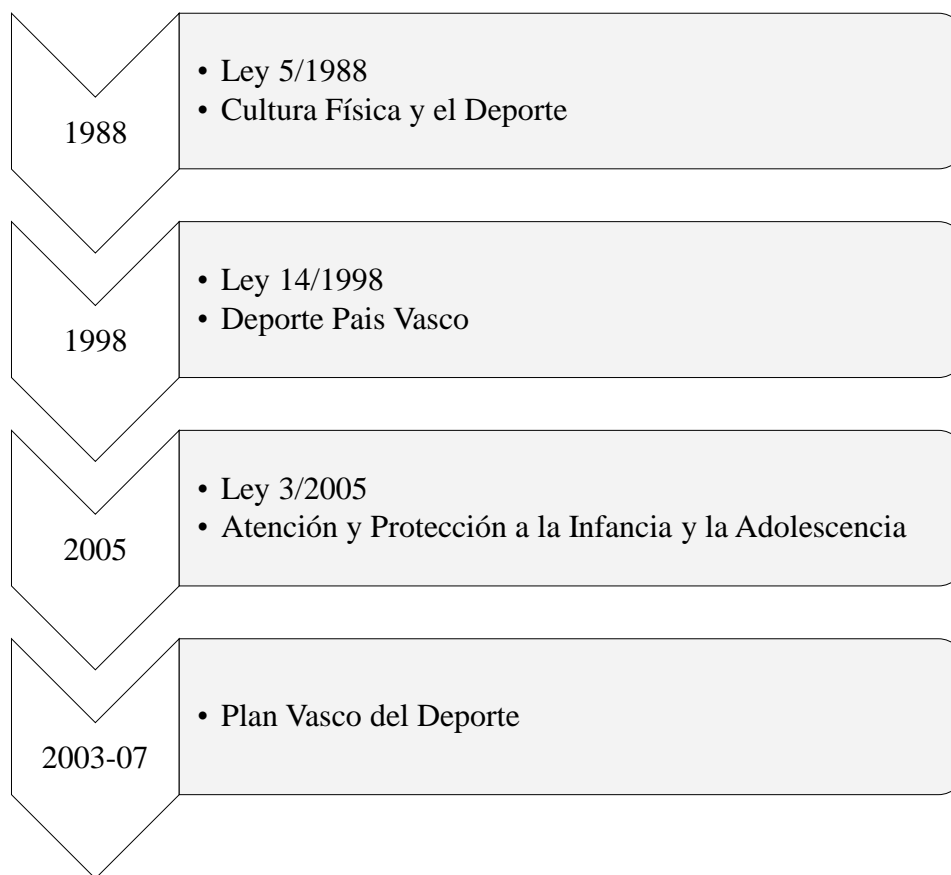 1988
• Ley 5/1988
• Cultura Física y el Deporte
1998
• Ley 14/1998
• Deporte Pais Vasco
2005
• Ley 3/2005
• Atención y Protección a la Infancia y la Adolescencia
2003-07
• Plan Vasco del Deporte